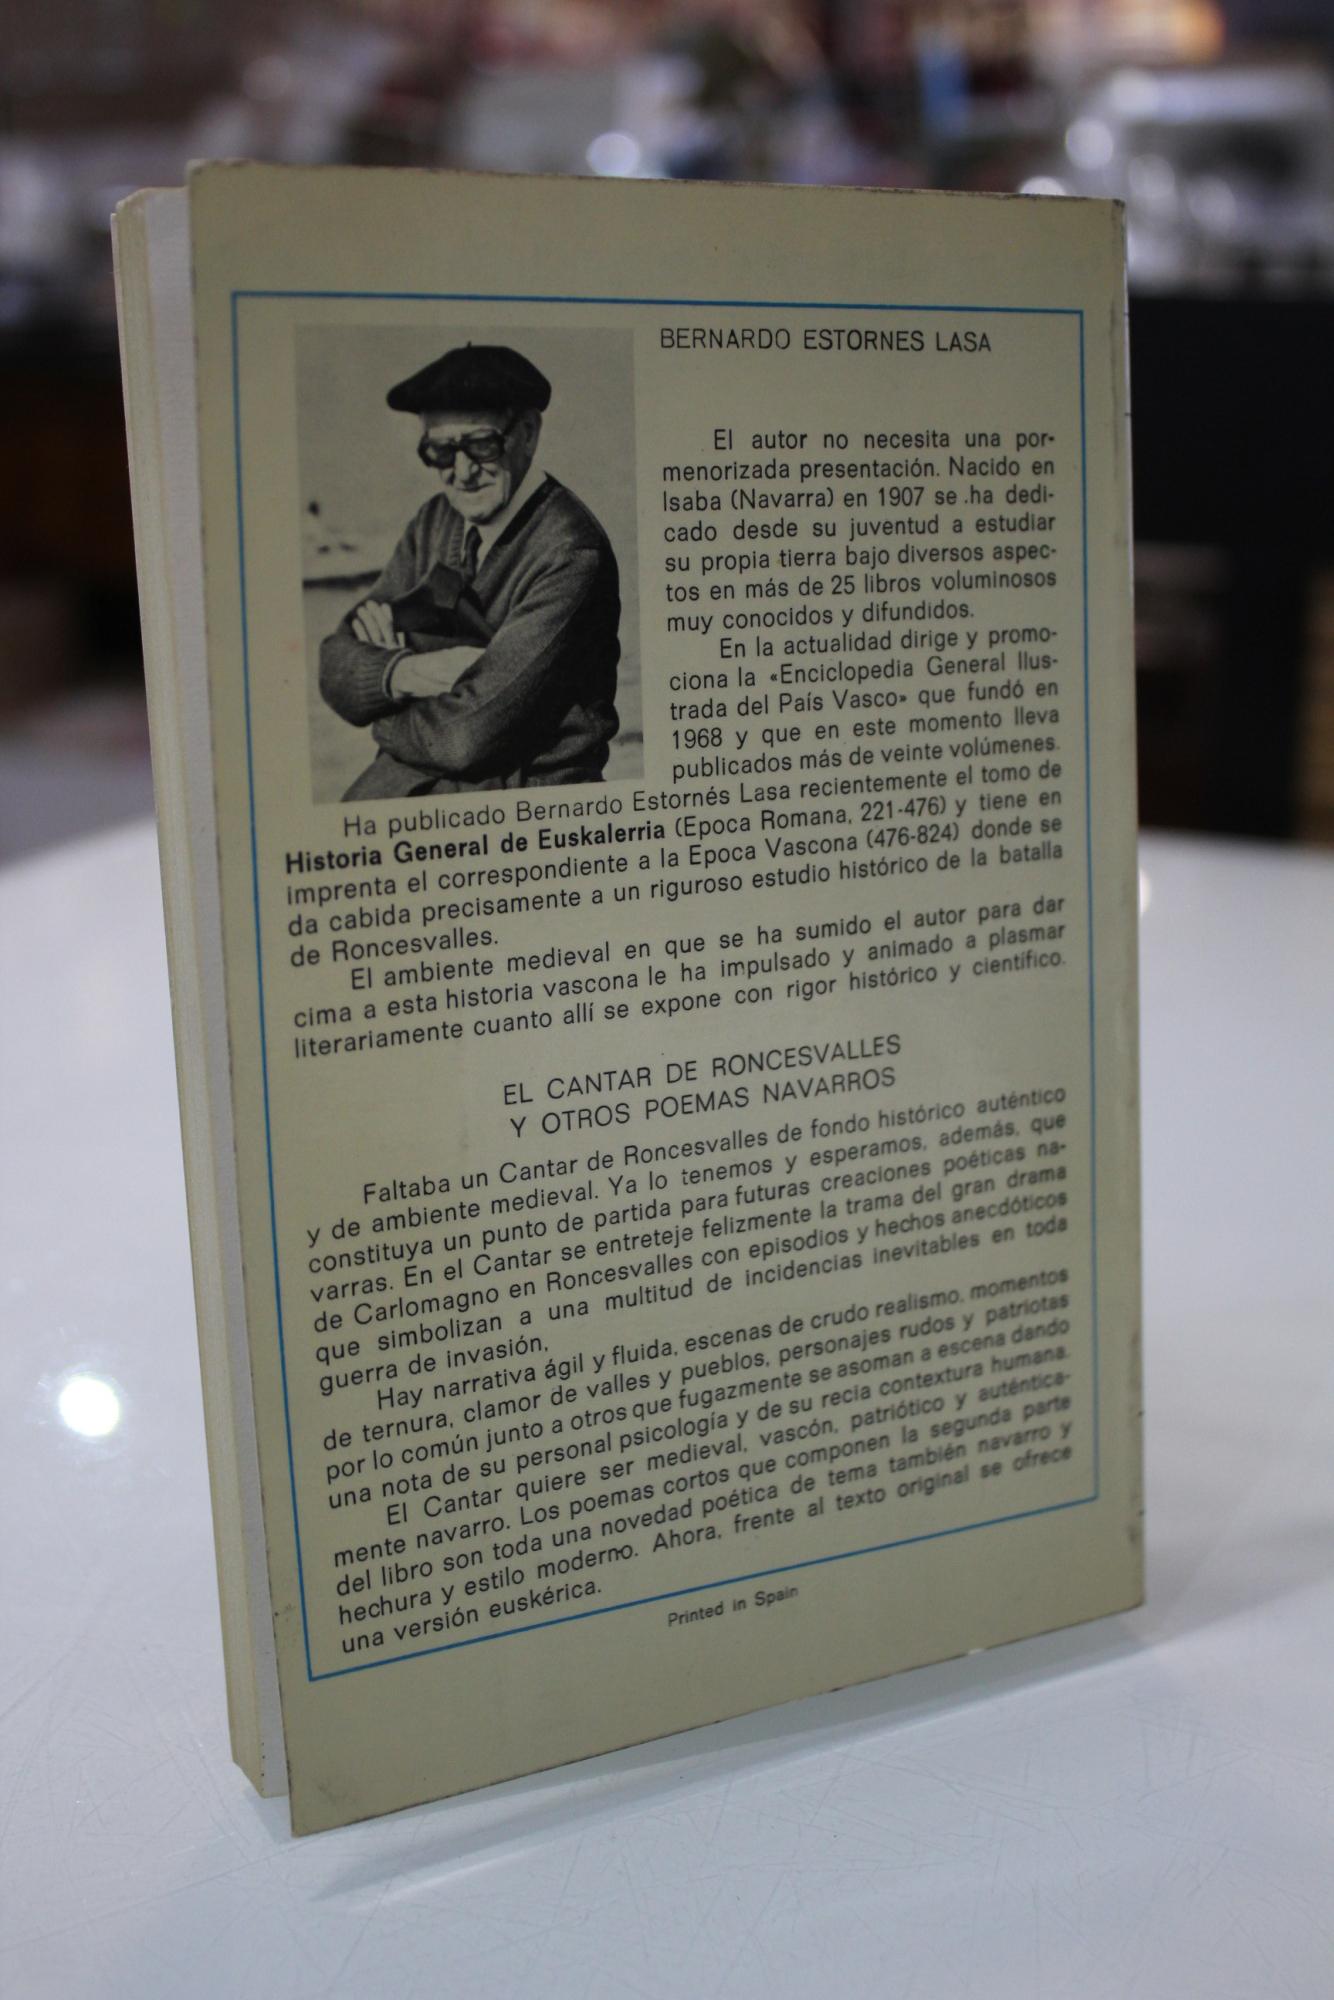 BERNARDO ESTORNES LASA
El autor no necesita una por-
menorizada presentación. Nacido en
Isaba (Navarra) en 1907 se .ha dedi-
cado desde su juventud a estudiar
su propia tierra bajo diversos aspec-
tos en más de 25 libros voluminosos
muy conocidos y difundidos.
En la actualidad dirige y promo-
ciona la «Enciclopedia General Ilus-
trada del País Vasco» que fundó en
1968 y que en este momento lleva
publicados más de veinte volúmenes.
Ha publicado Bernardo Estornés Lasa recientemente el tomo de
Historia General de Euskalerria (Epoca Romana, 221-476) y tiene en
imprenta el correspondiente a la Epoca Vascona (476-824) donde se
da cabida precisamente a un riguroso estudio histórico de la batalla
de Roncesvalles.
El ambiente medieval en que se ha sumido el autor para dar
cima a esta historia vascona le ha impulsado y animado a plasmar
literariamente cuanto allí se expone con rigor histórico y científico.
EL CANTAR DE RONCESVALLES
Y OTROS POEMAS NAVARROS
Faltaba un Cantar de Roncesvalles de fondo histórico auténtico
y de ambiente medieval. Ya lo tenemos y esperamos, además, que
constituya un punto de partida para futuras creaciones poéticas na-
varras. En el Cantar se entreteje felizmente la trama del gran drama
de Carlomagno en Roncesvalles con episodios y hechos anecdóticos
que simbolizan a una multitud de incidencias inevitables en toda
guerra de invasión,
Hay narrativa ágil y fluida, escenas de crudo realismo, momentos
de ternura, clamor de valles y pueblos, personajes rudos y patriotas
por lo común junto a otros que fugazmente se asoman a escena dando
una nota de su personal psicología y de su recia contextura humana.
El Cantar quiere ser medieval, vascón, patriótico y auténtica-
mente navarro. Los poemas cortos que componen la segunda parte
del libro son toda una novedad poética de tema también navarro y
hechura y estilo moderno. Ahora, frente al texto original se ofrece
una versión euskérica.
Printed in Spain